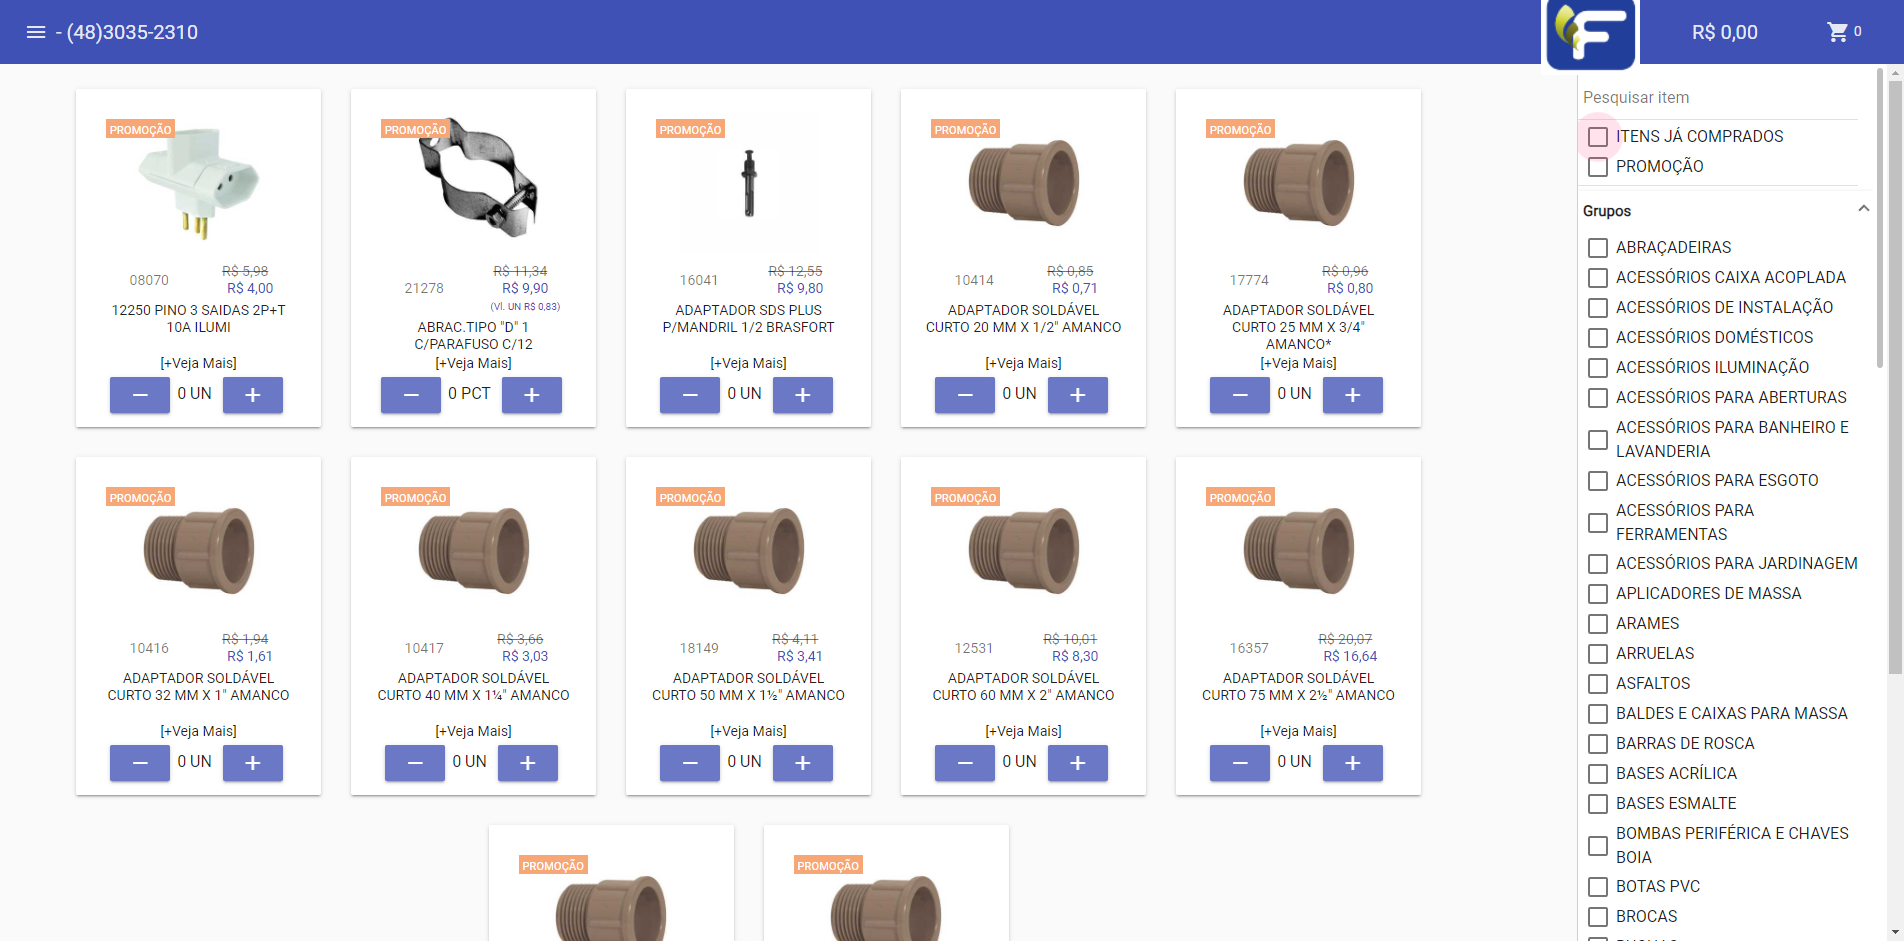 - (48)3035-2310
F
R$ 0,00
0
PROMOÇÃO
08070
R$ 5,98
R$ 4,00
12250 PINO 3 SAIDAS 2P+T
10A ILUMI
[+Veja Mais]
0 UN
PROMOÇÃO
21278
R$ 11,34
R$ 9,90
(Vl. UN R$ 0,83)
ABRAC.TIPO "D" 1
C/PARAFUSO C/12
[+Veja Mais]
0 PCT
PROMOÇÃO
16041
R$ 12,55
R$ 9,80
ADAPTADOR SDS PLUS
P/MANDRIL 1/2 BRASFORT
[+Veja Mais]
0 UN
PROMOÇÃO
10414
R$ 0,85
R$ 0,71
ADAPTADOR SOLDÁVEL
CURTO 20 MM X 1/2" AMANCO
[+Veja Mais]
0 UN
PROMOÇÃO
17774
R$ 0,96
R$ 0,80
ADAPTADOR SOLDÁVEL
CURTO 25 MM X 3/4"
AMANCO*
[+Veja Mais]
0 UN
PROMOÇÃO
10416
R$ 1,94
R$ 1,61
ADAPTADOR SOLDÁVEL
CURTO 32 MM X 1" AMANCO
[+Veja Mais]
0 UN
PROMOÇÃO
10417
R$ 3,66
R$ 3,03
ADAPTADOR SOLDÁVEL
CURTO 40 MM X 1¼" AMANCO
[+Veja Mais]
0 UN
PROMOÇÃO
18149
R$ 4,11
R$ 3,41
ADAPTADOR SOLDÁVEL
CURTO 50 MM X 1½" AMANCO
[+Veja Mais]
0 UN
PROMOÇÃO
12531
R$ 10,01
R$ 8,30
ADAPTADOR SOLDÁVEL
CURTO 60 MM X 2" AMANCO
[+Veja Mais]
0 UN
PROMOÇÃO
16357
R$ 20,07
R$ 16,64
ADAPTADOR SOLDÁVEL
CURTO 75 MM X 2½" AMANCO
[+Veja Mais]
0 UN
PROMOÇÃO
PROMOÇÃO
Pesquisar item
ITENS JÁ COMPRADOS
PROMOÇÃO
Grupos
ABRAÇADEIRAS
ACESSÓRIOS CAIXA ACOPLADA
ACESSÓRIOS DE INSTALAÇÃO
ACESSÓRIOS DOMÉSTICOS
ACESSÓRIOS ILUMINAÇÃO
ACESSÓRIOS PARA ABERTURAS
ACESSÓRIOS PARA BANHEIRO E
LAVANDERIA
ACESSÓRIOS PARA ESGOTO
ACESSÓRIOS PARA
FERRAMENTAS
ACESSÓRIOS PARA JARDINAGEM
APLICADORES DE MASSA
ARAMES
ARRUELAS
ASFALTOS
BALDES E CAIXAS PARA MASSA
BARRAS DE ROSCA
BASES ACRÍLICA
BASES ESMALTE
BOMBAS PERIFÉRICA E CHAVES
BOIA
BOTAS PVC
BROCAS